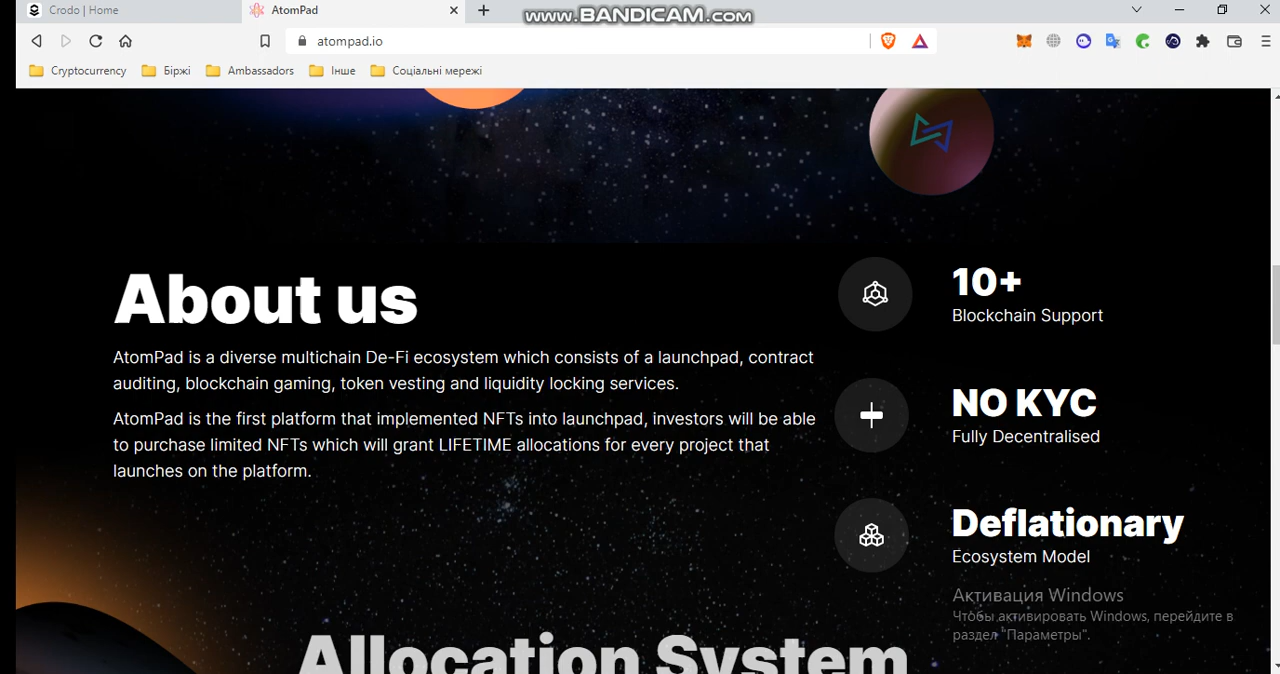 Crodo | Home
AtomPad
www.BANDICAM.com
atompad.io
Cryptocurrency
Біржі
Ambassadors
Інше
Соціальні мережі
About us
AtomPad is a diverse multichain De-Fi ecosystem which consists of a launchpad, contract
auditing, blockchain gaming, token vesting and liquidity locking services.
AtomPad is the first platform that implemented NFTs into launchpad, investors will be able
to purchase limited NFTs which will grant LIFETIME allocations for every project that
launches on the platform.
10+
Blockchain Support
NO KYC
Fully Decentralised
Deflationary
Ecosystem Model
Активация Windows
Чтобы активировать Windows, перейдите в
раздел "Параметры".
Allocation System